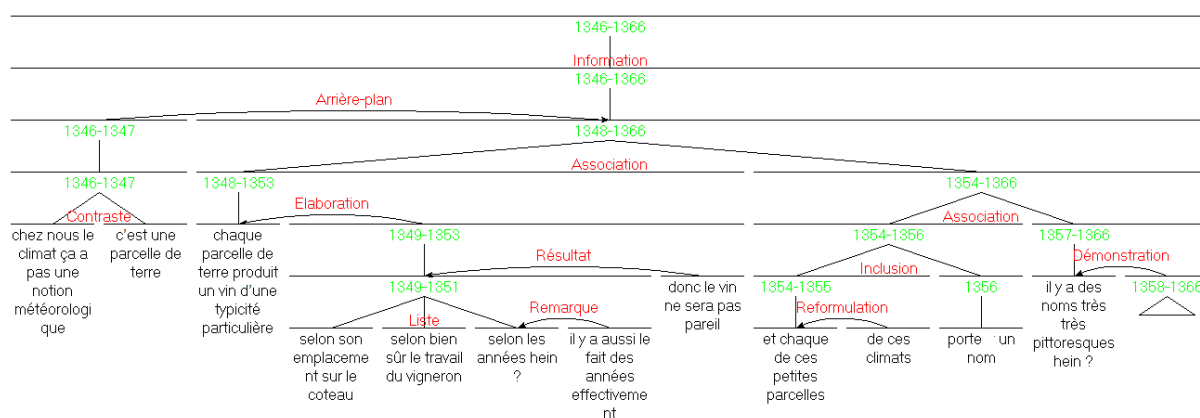 1346-1366
Information
1346-1366
Arrière-plan
1346-1347
1348-1366
Association
1346-1347
1348-1353
1354-1366
Contraste
Elaboration
Association
chez nous le
climat ça a
pas une
notion
météorologi
que
c'est une
parcelle de
terre
chaque
parcelle de
terre produit
un vin d'une
typicité
particulière
1349-1353
1354-1356
1357-1366
Résultat
Inclusion
Démonstration
1349-1351
donc le vin
ne sera pas
pareil
1354-1355
1356
il y a des
noms très
très
pittoresques
hein ?
1358-1366
Liste
Remarque
Reformulation
selon son
emplaceme
nt sur le
coteau
selon bien
sûr le travail
du vigneron
selon les
années hein
?
il y a aussi le
fait des
années
effectiveme
nt
et chaque
de ces
petites
parcelles
de ces
climats
porte un
nom